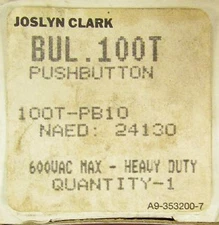 JOSLYN CLARK
BUL.100T
PUSHBUTTON
100T-PB10
NAED: 24130
600VAC MAX - HEAVY DUTY
QUANTITY-1
A9-353200-7